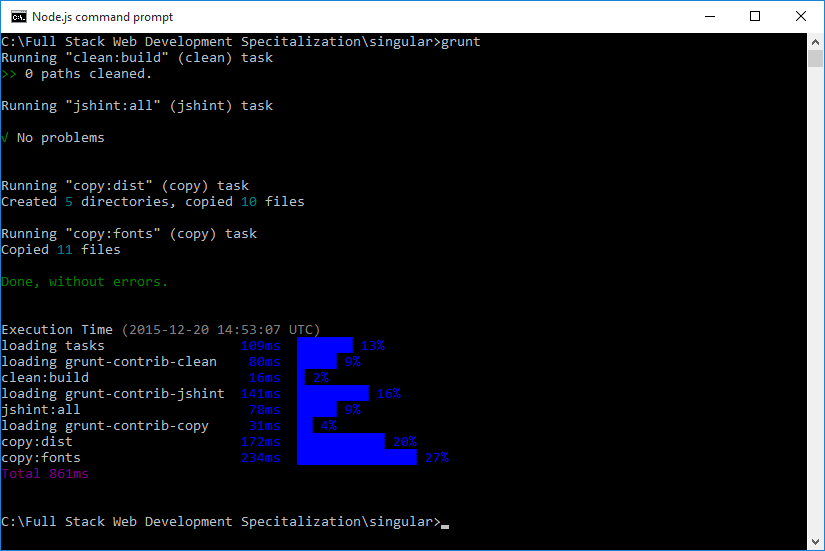 Node.js command prompt
C:\Full Stack Web Development Specitalization\singular>grunt
Running "clean:build" (clean) task
>> 0 paths cleaned.
Running "jshint:all" (jshint) task
√ No problems
Running "copy:dist" (copy) task
Created 5 directories, copied 10 files
Running "copy:fonts" (copy) task
Copied 11 files
Done, without errors.
Execution Time (2015-12-20 14:53:07 UTC)
loading tasks 109ms 13%
loading grunt-contrib-clean 80ms 9%
clean:build 16ms 2%
loading grunt-contrib-jshint 141ms 16%
jshint:all 78ms 9%
loading grunt-contrib-copy 31ms 4%
copy:dist 172ms 20%
copy:fonts 234ms 27%
Total 861ms
C:\Full Stack Web Development Specitalization\singular>